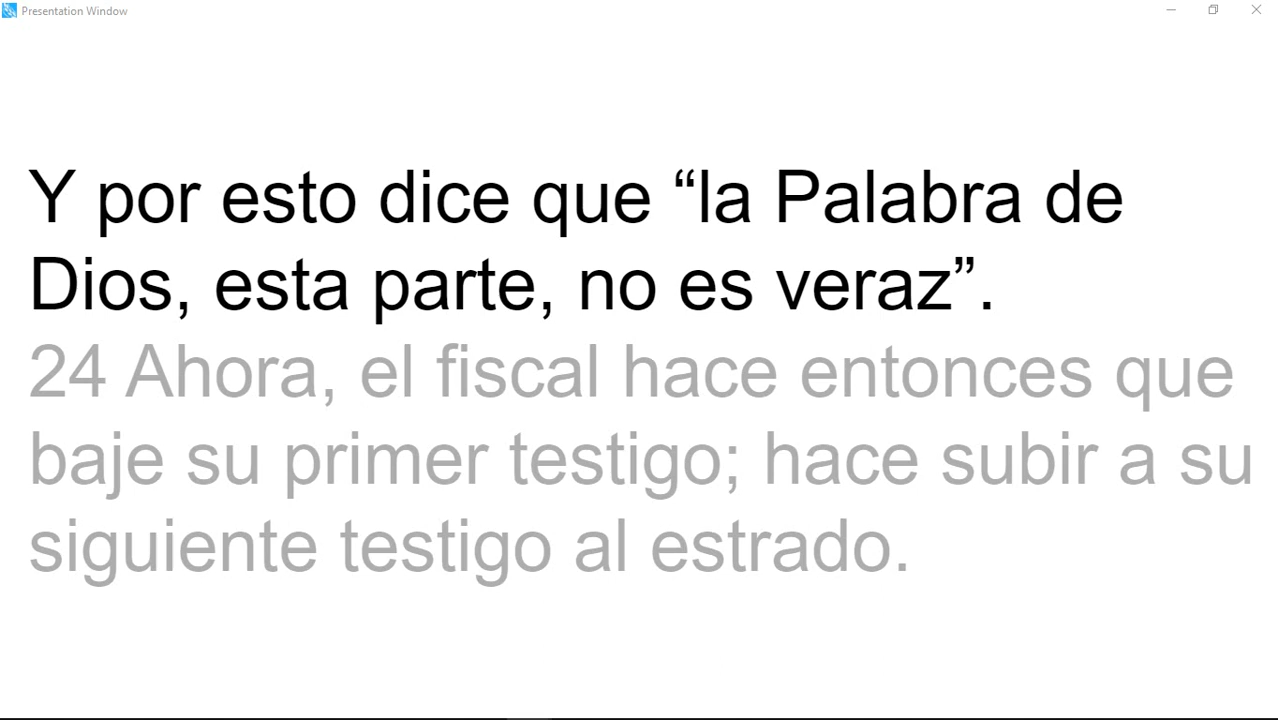 Presentation Window
Y por esto dice que “la Palabra de
Dios, esta parte, no es veraz”.
24 Ahora, el fiscal hace entonces que
baje su primer testigo; hace subir a su
siguiente testigo al estrado.